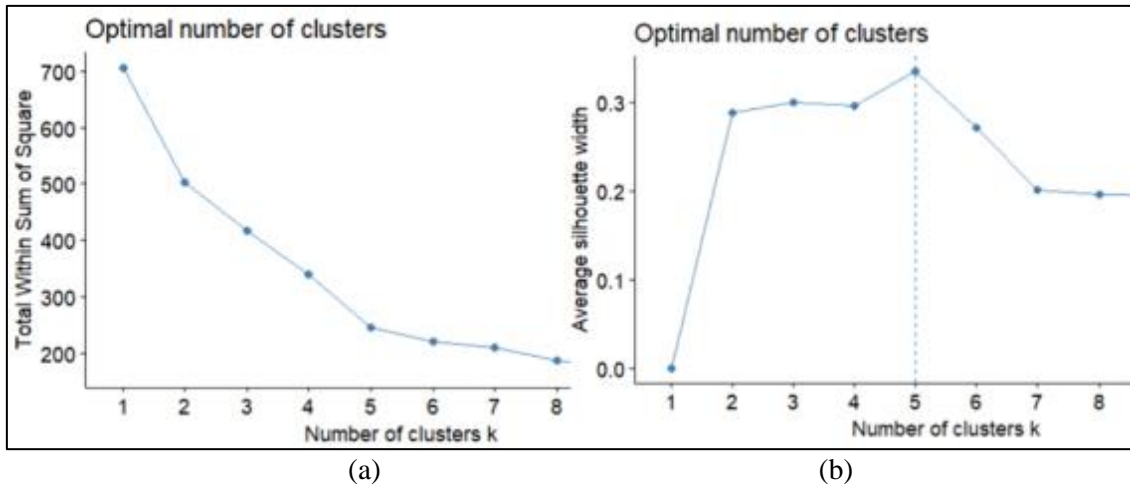 Optimal number of clusters
Total Within Sum of Square
700
600
500
400
300
200
1 2 3 4 5 6 7 8
Number of clusters k
(a)
Optimal number of clusters
Average silhouette width
0.3
0.2
0.1
0.0
1 2 3 4 5 6 7 8
Number of clusters k
(b)